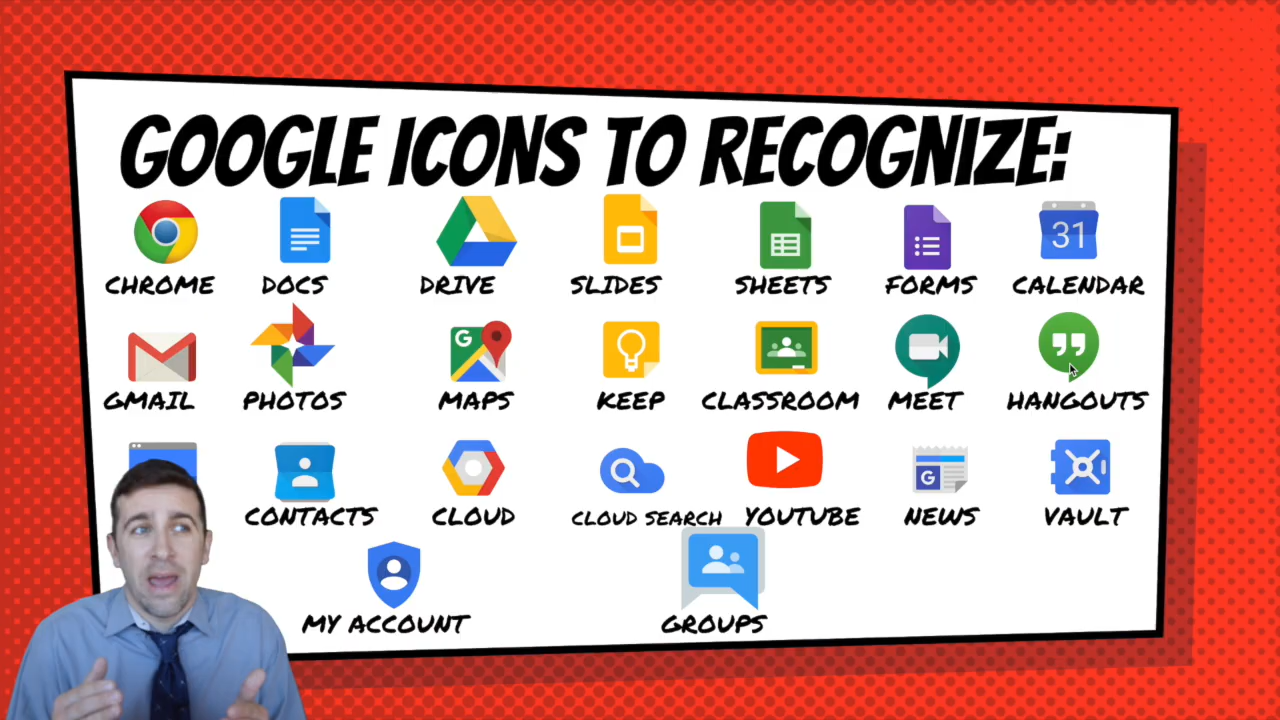 GOOGLE ICONS TO RECOGNIZE:
31
CHROME DOCS DRIVE SLIDES SHEETS FORMS CALENDAR
G
GMAIL PHOTOS MAPS KEEP CLASSROOM MEET HANGOUTS
G
CONTACTS CLOUD CLOUD SEARCH YOUTUBE NEWS VAULT
MY ACCOUNT GROUPS